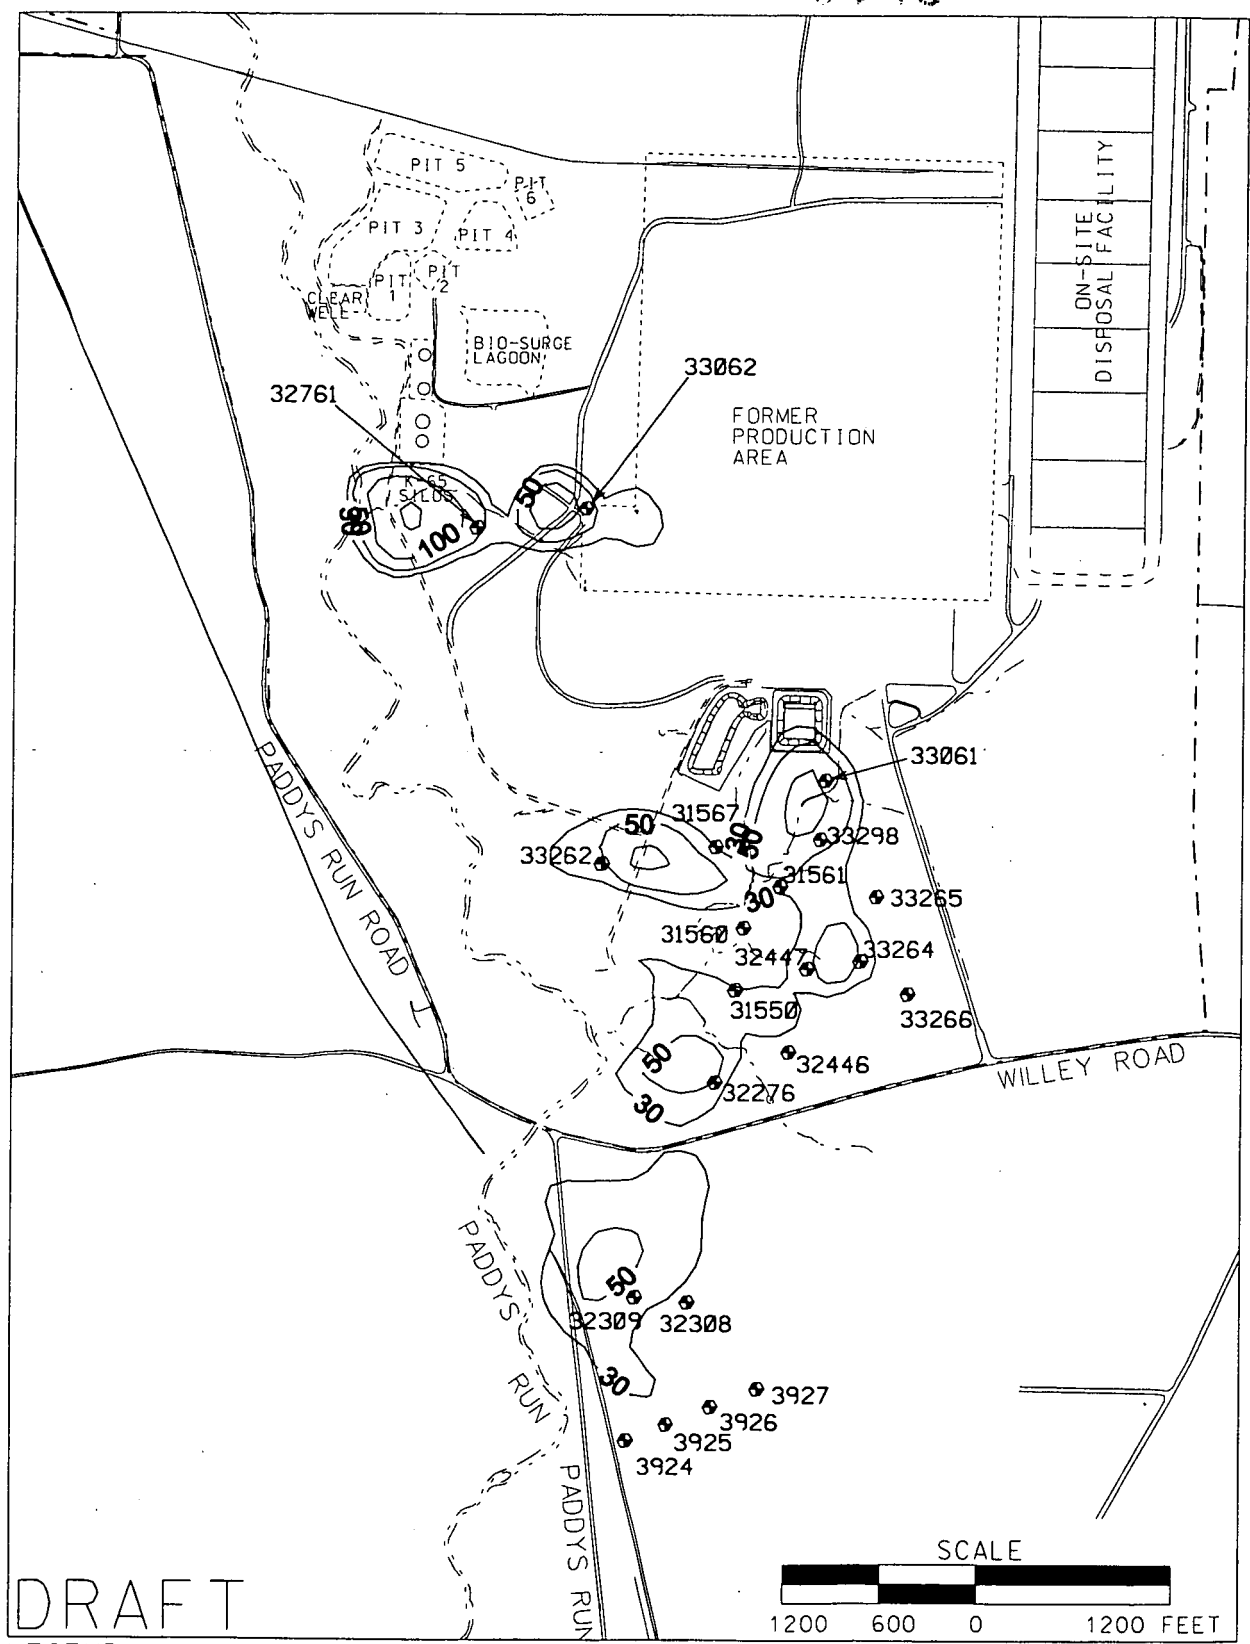 PIT 5
PIT
6
PIT 3
PIT 4
PIT
1
PIT
2
CLEAR
WELL
BIO-SURGE
LAGOON
ON-SITE
DISPOSAL FACILITY
33062
32761
FORMER
PRODUCTION
AREA
K-65
SILOS
50
100
33061
31567
50
30
50
33298
33262
31561
30
33265
31560
32447
33264
31550
33266
50
32446
WILLEY ROAD
32276
30
PADDYS RUN ROAD
PADDYS RUN
50
32309
32308
30
3927
3926
3925
3924
PADDYS RUN
SCALE
1200 600 0 1200 FEET
DRAFT